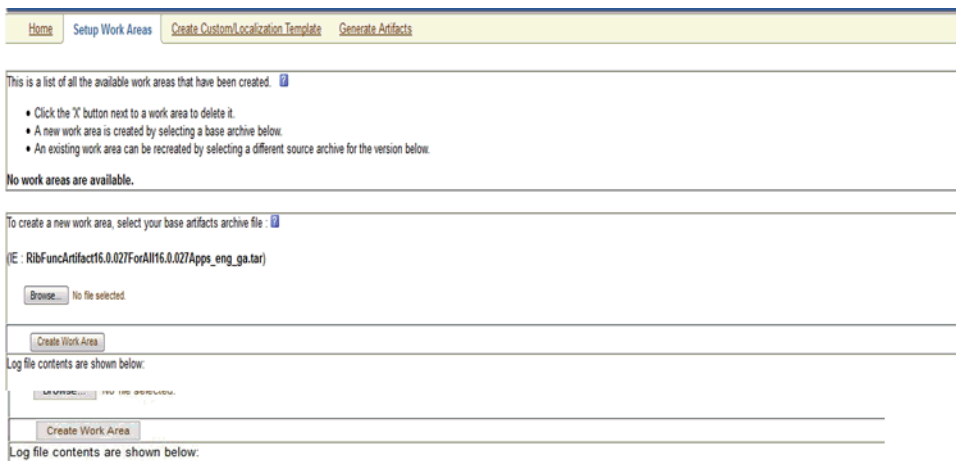 Home Setup Work Areas Create Custom/Localization Template Generate Artifacts
This is a list of all the available work areas that have been created. ?
• Click the 'X' button next to a work area to delete it.
• A new work area is created by selecting a base archive below.
• An existing work area can be recreated by selecting a different source archive for the version below.
No work areas are available.
To create a new work area, select your base artifacts archive file : ?
(IE : RibFuncArtifact16.0.027ForAll16.0.027Apps_eng_ga.tar)
Browse... No file selected.
Create Work Area
Log file contents are shown below:
Browse... No file selected.
Create Work Area
Log file contents are shown below: